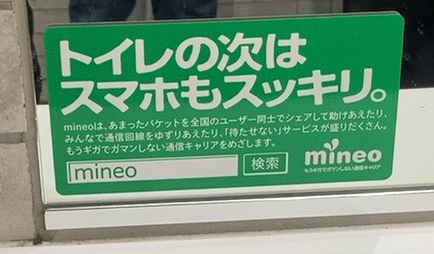 トイレの次は
スマホもスッキリ。
mineoは、あまったパケットを全国のユーザー同士でシェアして助けあえたり、
みんなで通信回線をゆずりあえたり、「待たせない」サービスが盛りだくさん。
もうギガでガマンしない通信キャリアをめざします。
mineo 検索
mineo
もうギガでガマンしない通信キャリア